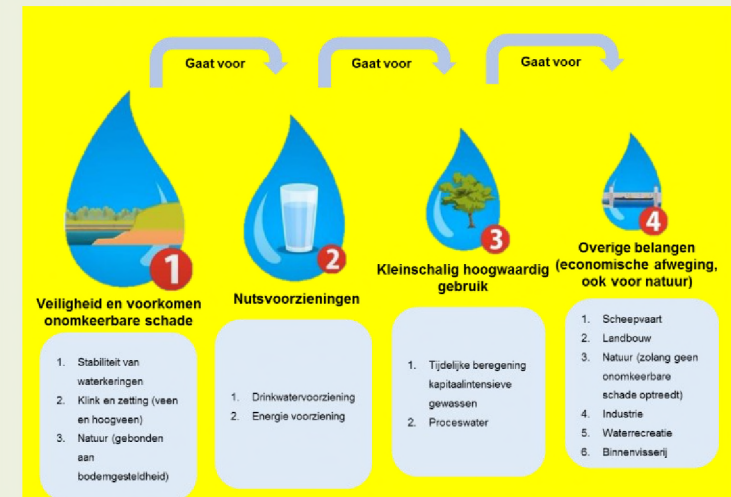 Gaat voor
Gaat voor
Gaat voor
1
2
3
4
Veiligheid en voorkomen
onomkeerbare schade
1. Stabiliteit van
waterkeringen
2. Klink en zetting (veen
en hoogveen)
3. Natuur (gebonden
aan
bodemgesteldheid)
Nutsvoorzieningen
1. Drinkwatervoorziening
2. Energie voorziening
Kleinschalig hoogwaardig
gebruik
1. Tijdelijke beregening
kapitaalintensieve
gewassen
2. Proceswater
Overige belangen
(economische afweging,
ook voor natuur)
1. Scheepvaart
2. Landbouw
3. Natuur (zolang geen
onomkeerbare
schade optreedt)
4. Industrie
5. Waterrecreatie
6. Binnenvisserij